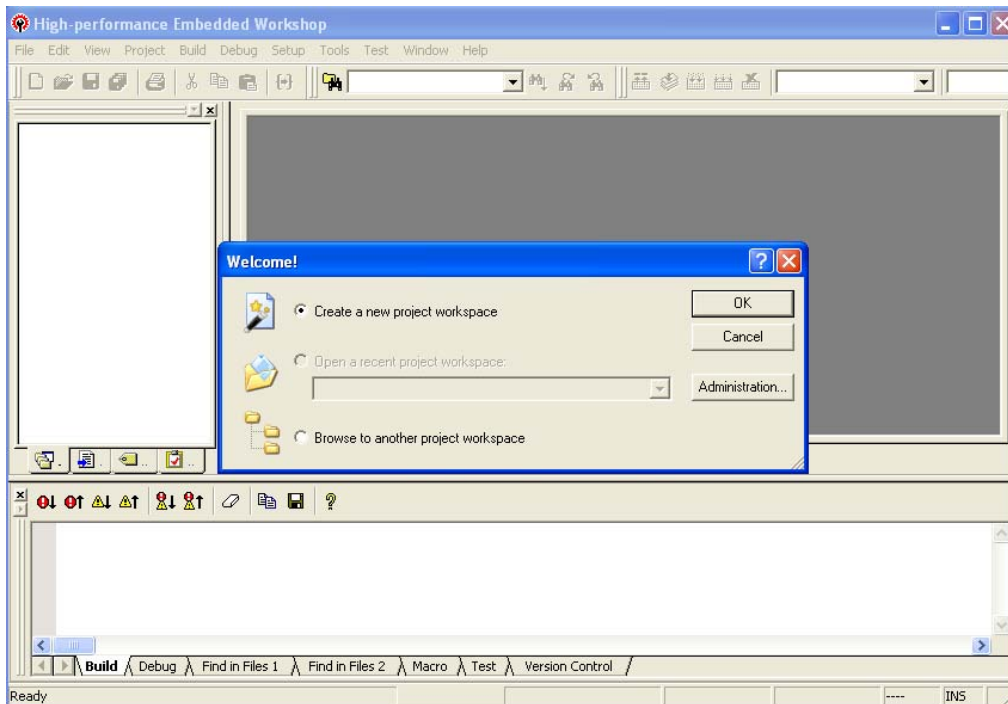 High-performance Embedded Workshop
File Edit View Project Build Debug Setup Tools Test Window Help
Welcome!
Create a new project workspace
OK
Cancel
Open a recent project workspace:
Administration...
Browse to another project workspace
Build Debug Find in Files 1 Find in Files 2 Macro Test Version Control
Ready ---- INS